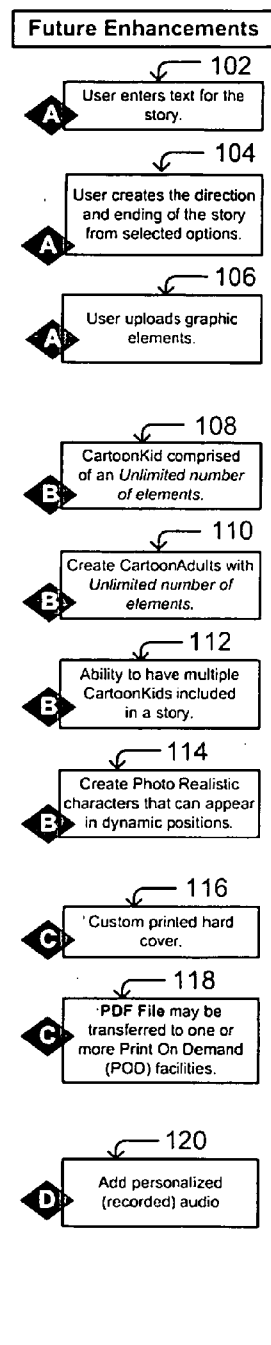 Future Enhancements
102
User enters text for the
story.
A
104
User creates the direction
and ending of the story
from selected options.
A
106
User uploads graphic
elements.
A
108
CartoonKid comprised
of an Unlimited number
of elements.
B
110
Create CartoonAdults with
Unlimited number of
elements.
B
112
Ability to have multiple
CartoonKids included
in a story.
B
114
Create Photo Realistic
characters that can appear
in dynamic positions.
B
116
Custom printed hard
cover.
C
118
PDF File may be
transferred to one or
more Print On Demand
(POD) facilities.
C
120
Add personalized
(recorded) audio
D